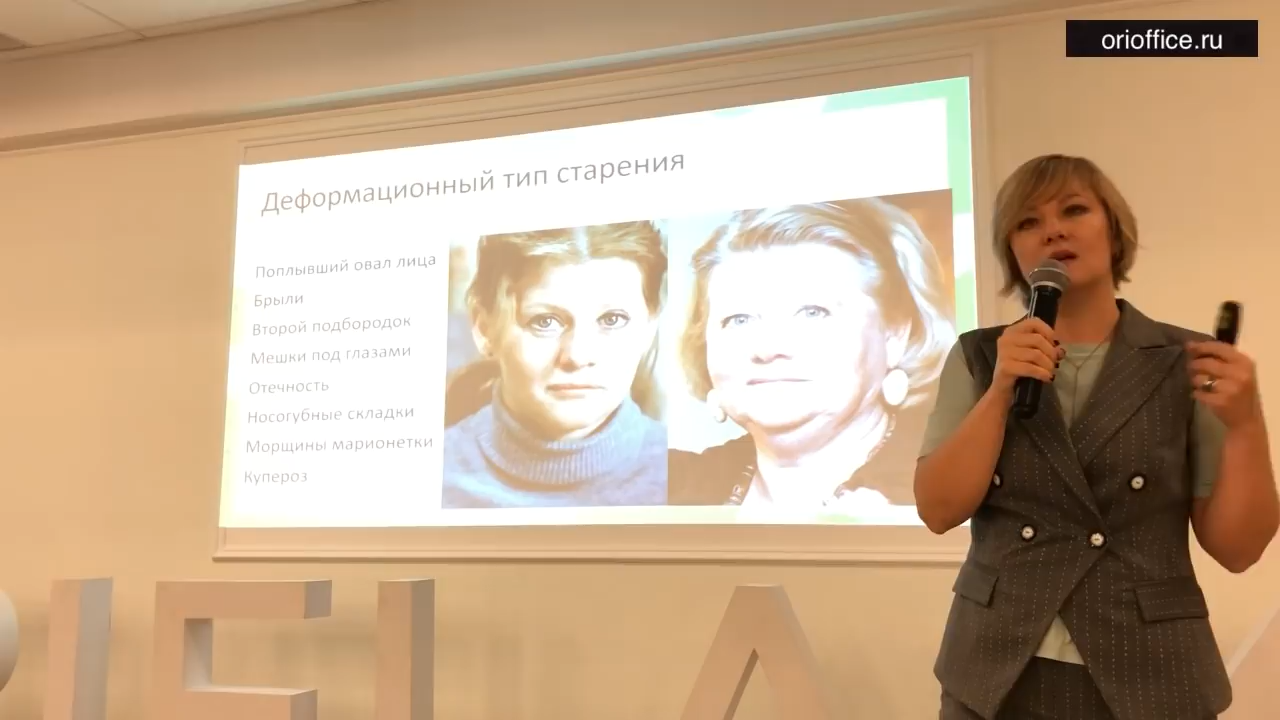 orioffice.ru
Деформационный тип старения
Поплывший овал лица
Брыли
Второй подбородок
Мешки под глазами
Отечность
Носогубные складки
Морщины марионетки
Купероз